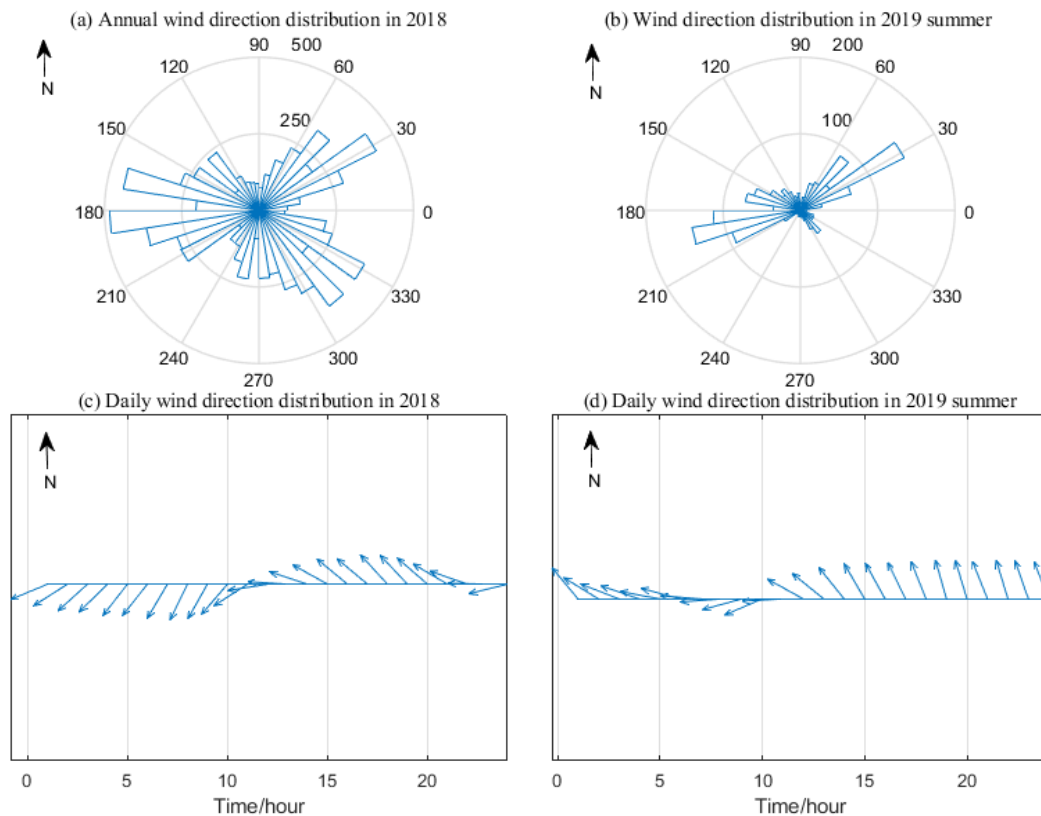 (a) Annual wind direction distribution in 2018
N
90
500
120
60
150
250
30
180
0
210
330
240
300
270
(b) Wind direction distribution in 2019 summer
N
90
200
120
60
150
100
30
180
0
210
330
240
300
270
(c) Daily wind direction distribution in 2018
N
0 5 10 15 20
Time/hour
(d) Daily wind direction distribution in 2019 summer
N
0 5 10 15 20
Time/hour